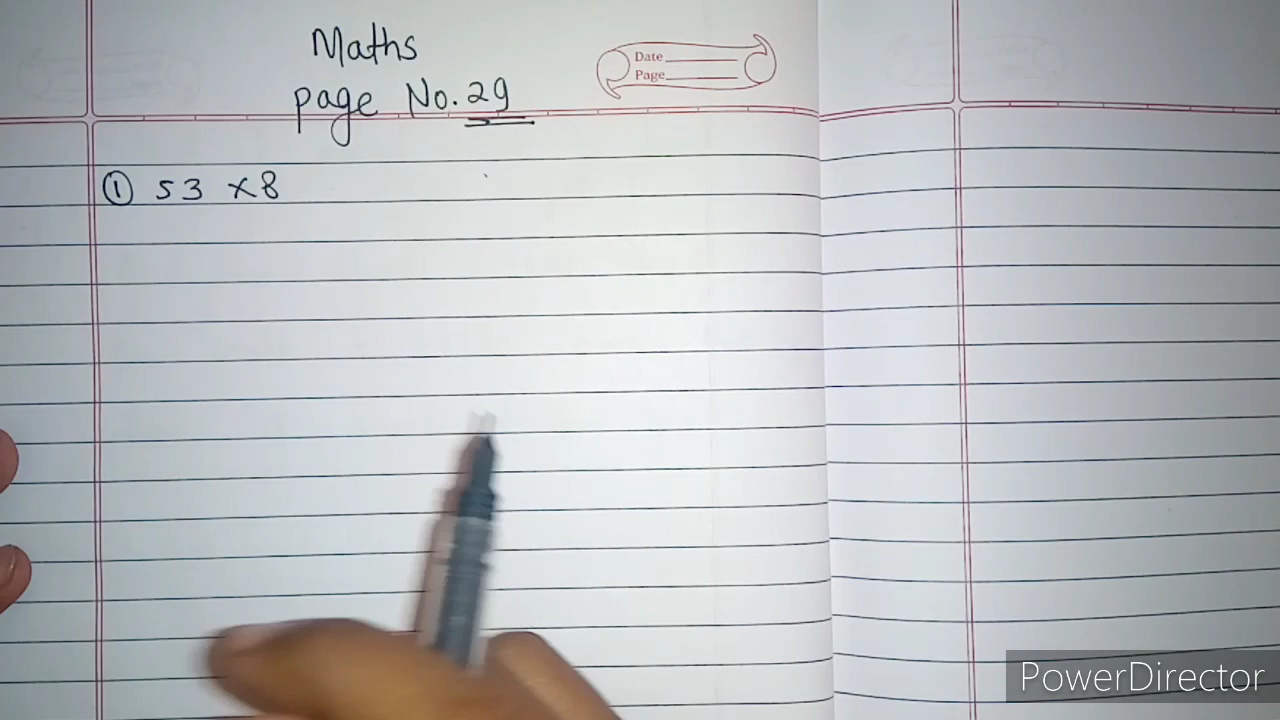 Maths
Date
Page
page No. 29
① 53 ×8
PowerDirector